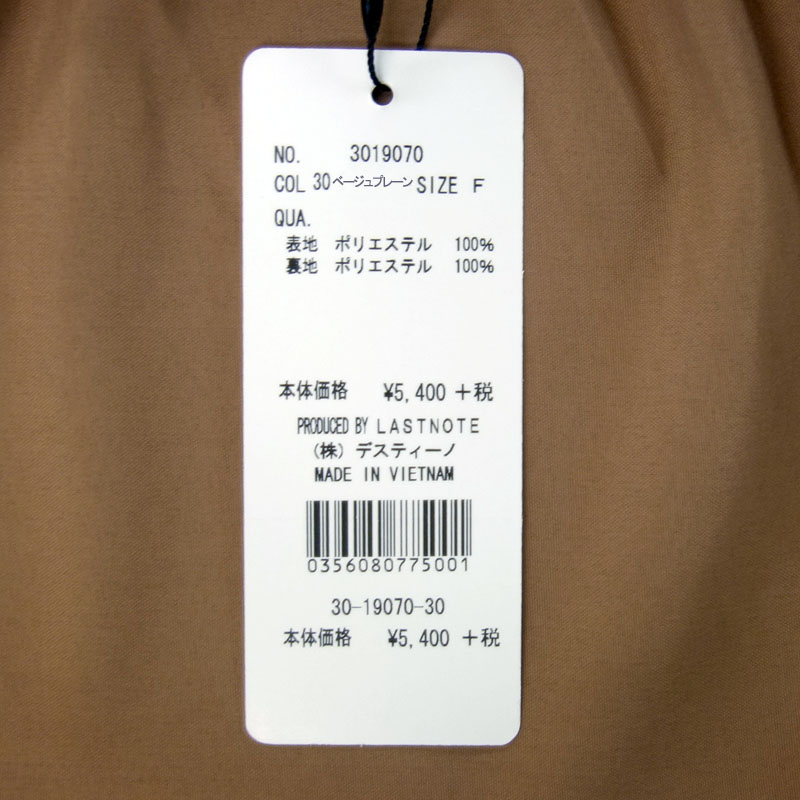 NO. 3019070
COL 30ベージュプレーン SIZE F
QUA.
表地 ポリエステル 100%
裏地 ポリエステル 100%
本体価格 ¥5,400 +税
PRODUCED BY LASTNOTE
(株) デスティーノ
MADE IN VIETNAM
0356080775001
30-19070-30
本体価格 ¥5,400 +税